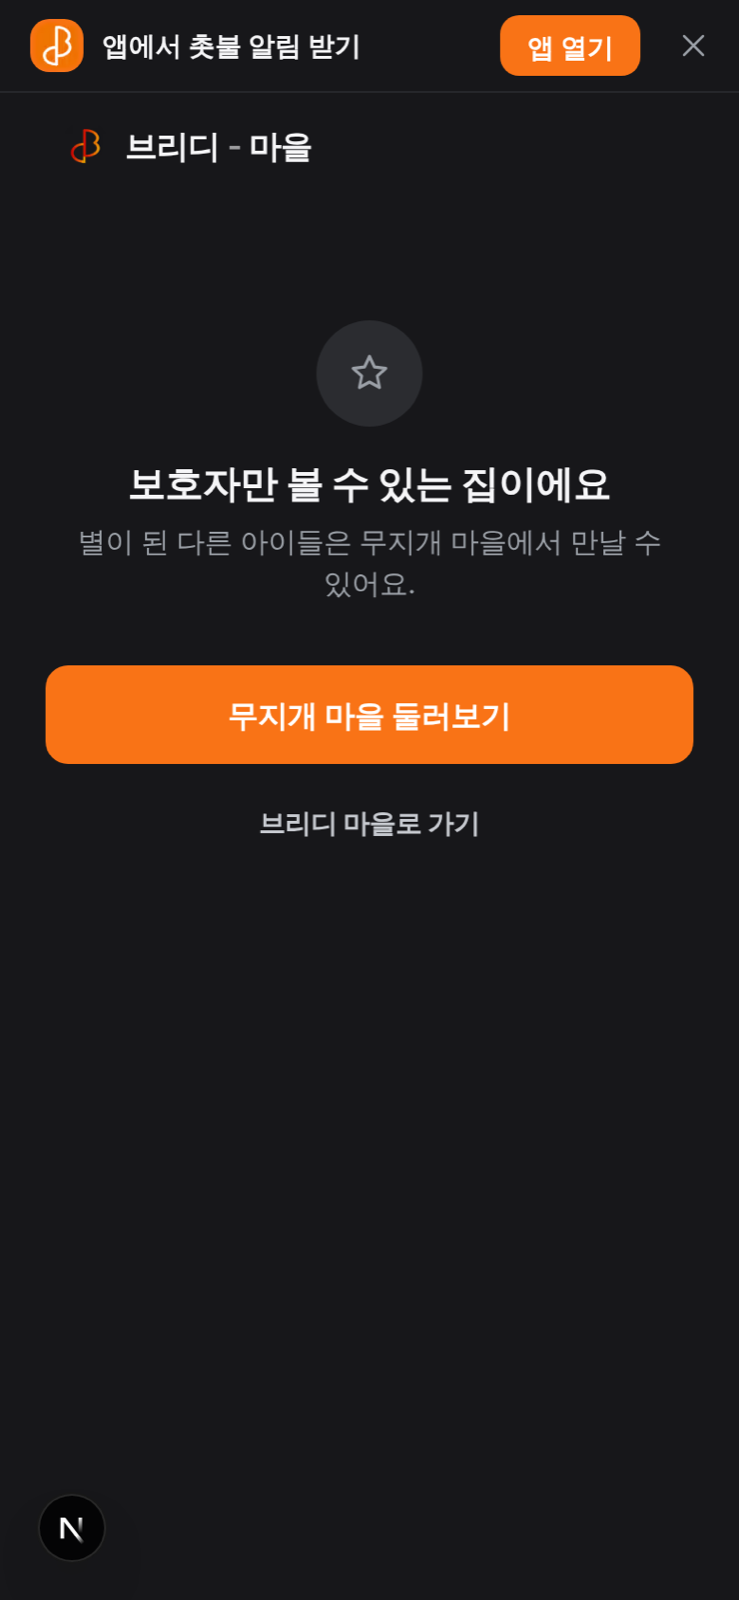 앱에서 촛불 알림 받기
앱 열기
브리디 - 마을
보호자만 볼 수 있는 집이에요
별이 된 다른 아이들은 무지개 마을에서 만날 수
있어요.
무지개 마을 둘러보기
브리디 마을로 가기
N